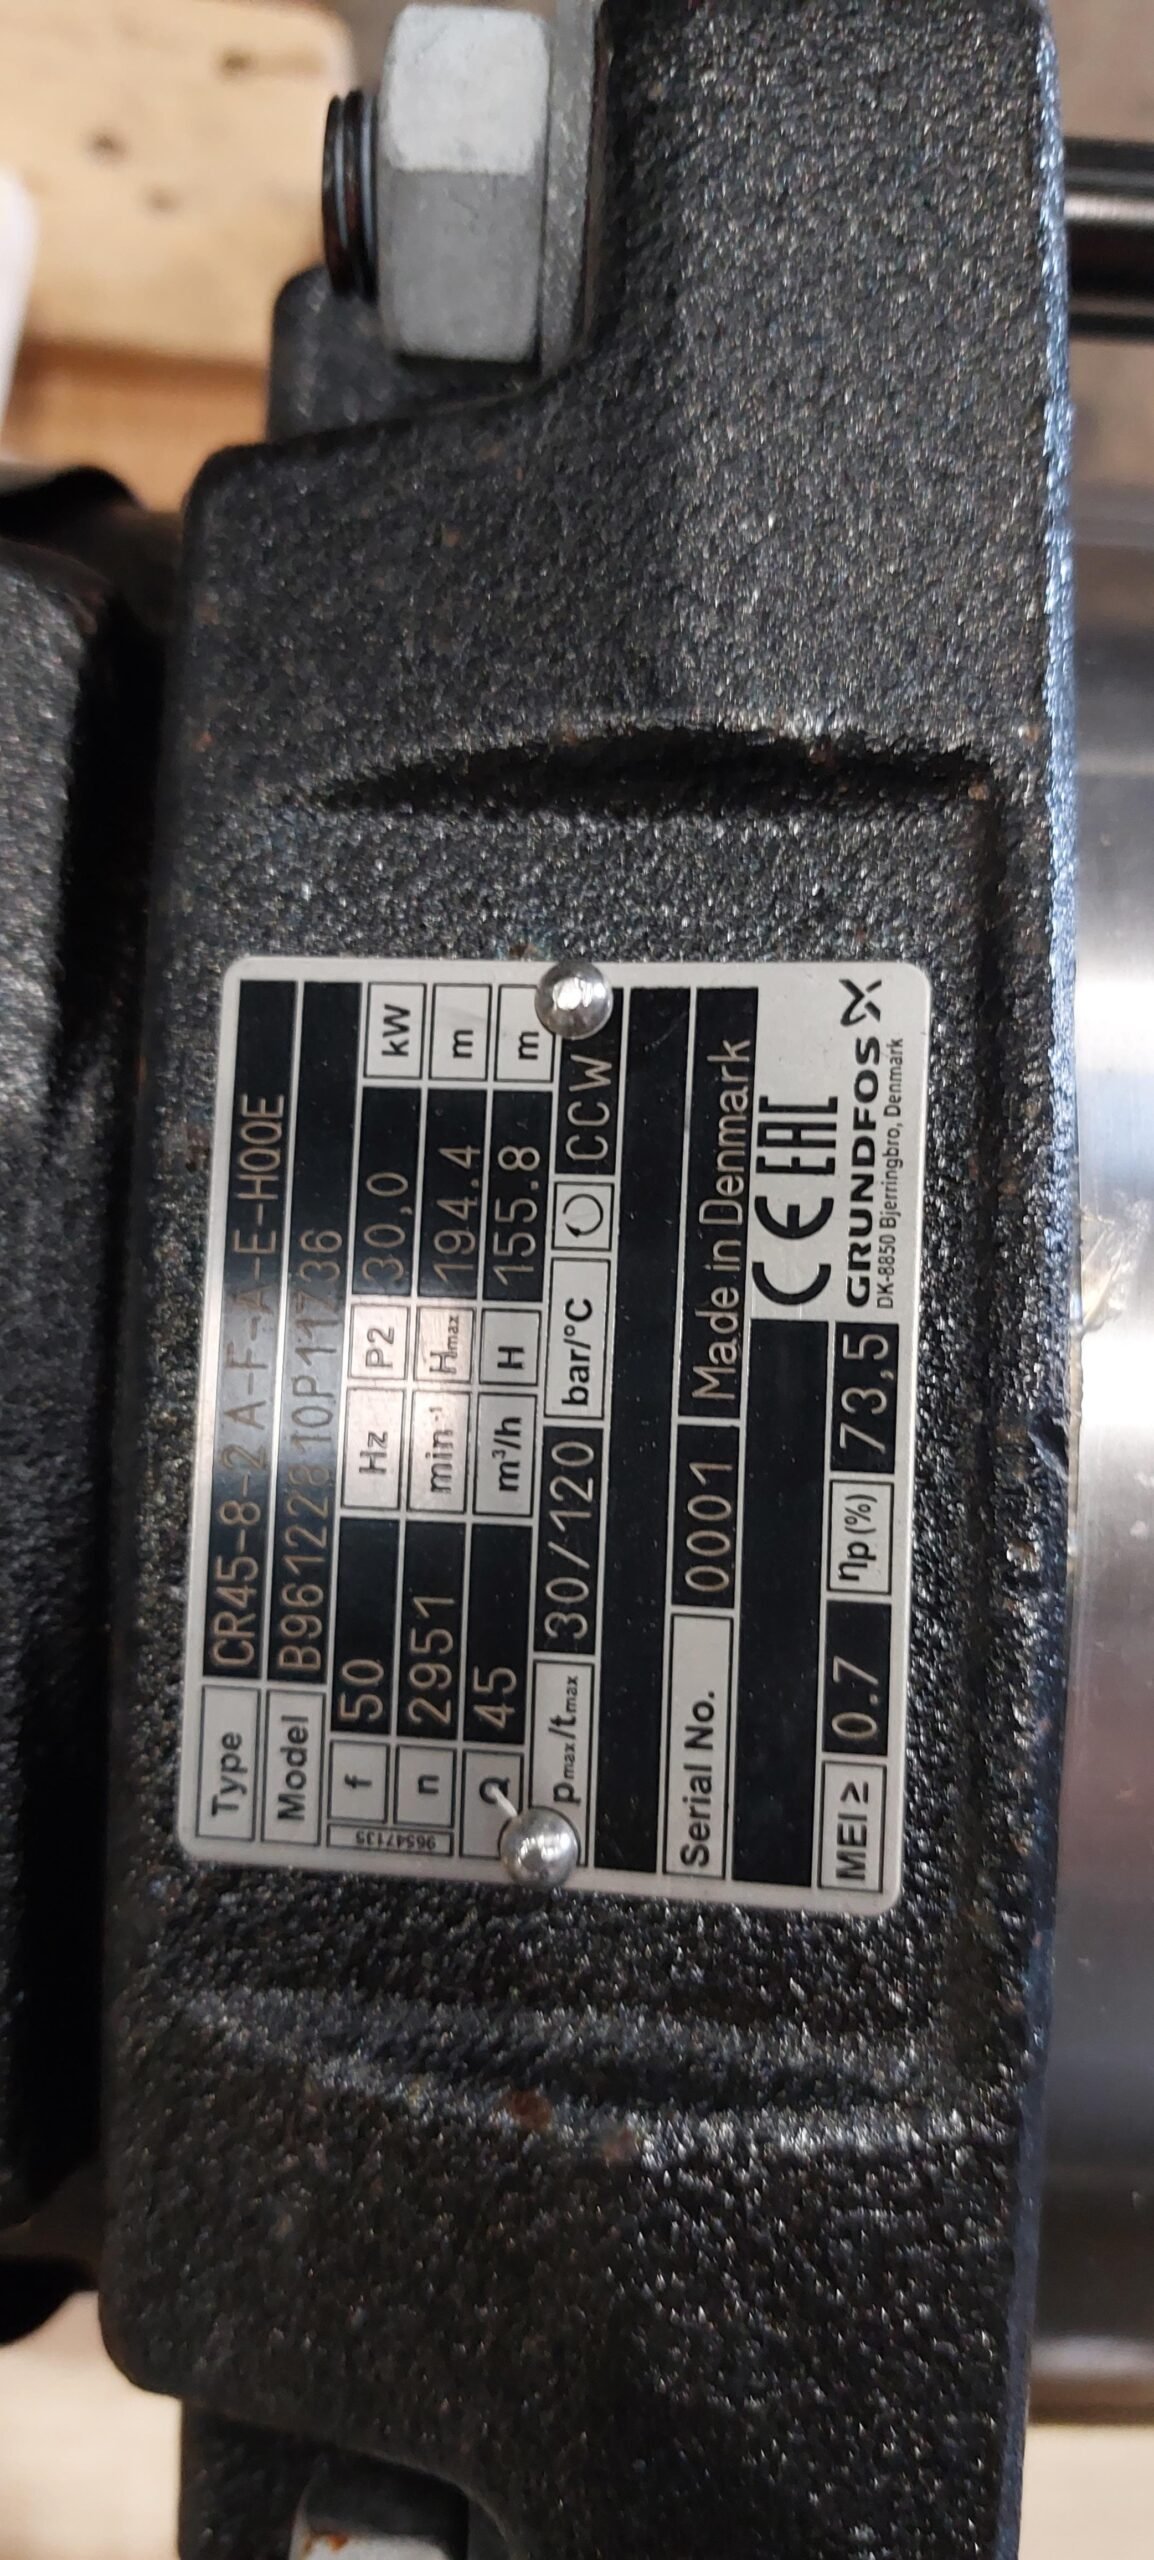 Type CR45-8-2 A-F-A-E-HQQE
Model B96122810P11736
f 50 Hz P2 30,0 kW
n 2951 min⁻¹ Hmax 194.4 m
96547135
Q 45 m³/h H 155.8 m
pmax/tmax 30/120 bar/°C CCW
Serial No. 0001 Made in Denmark
CE EAC
MEI ≥ 0.7 ηp (%) 73,5
GRUNDFOS
DK-8850 Bjerringbro, Denmark